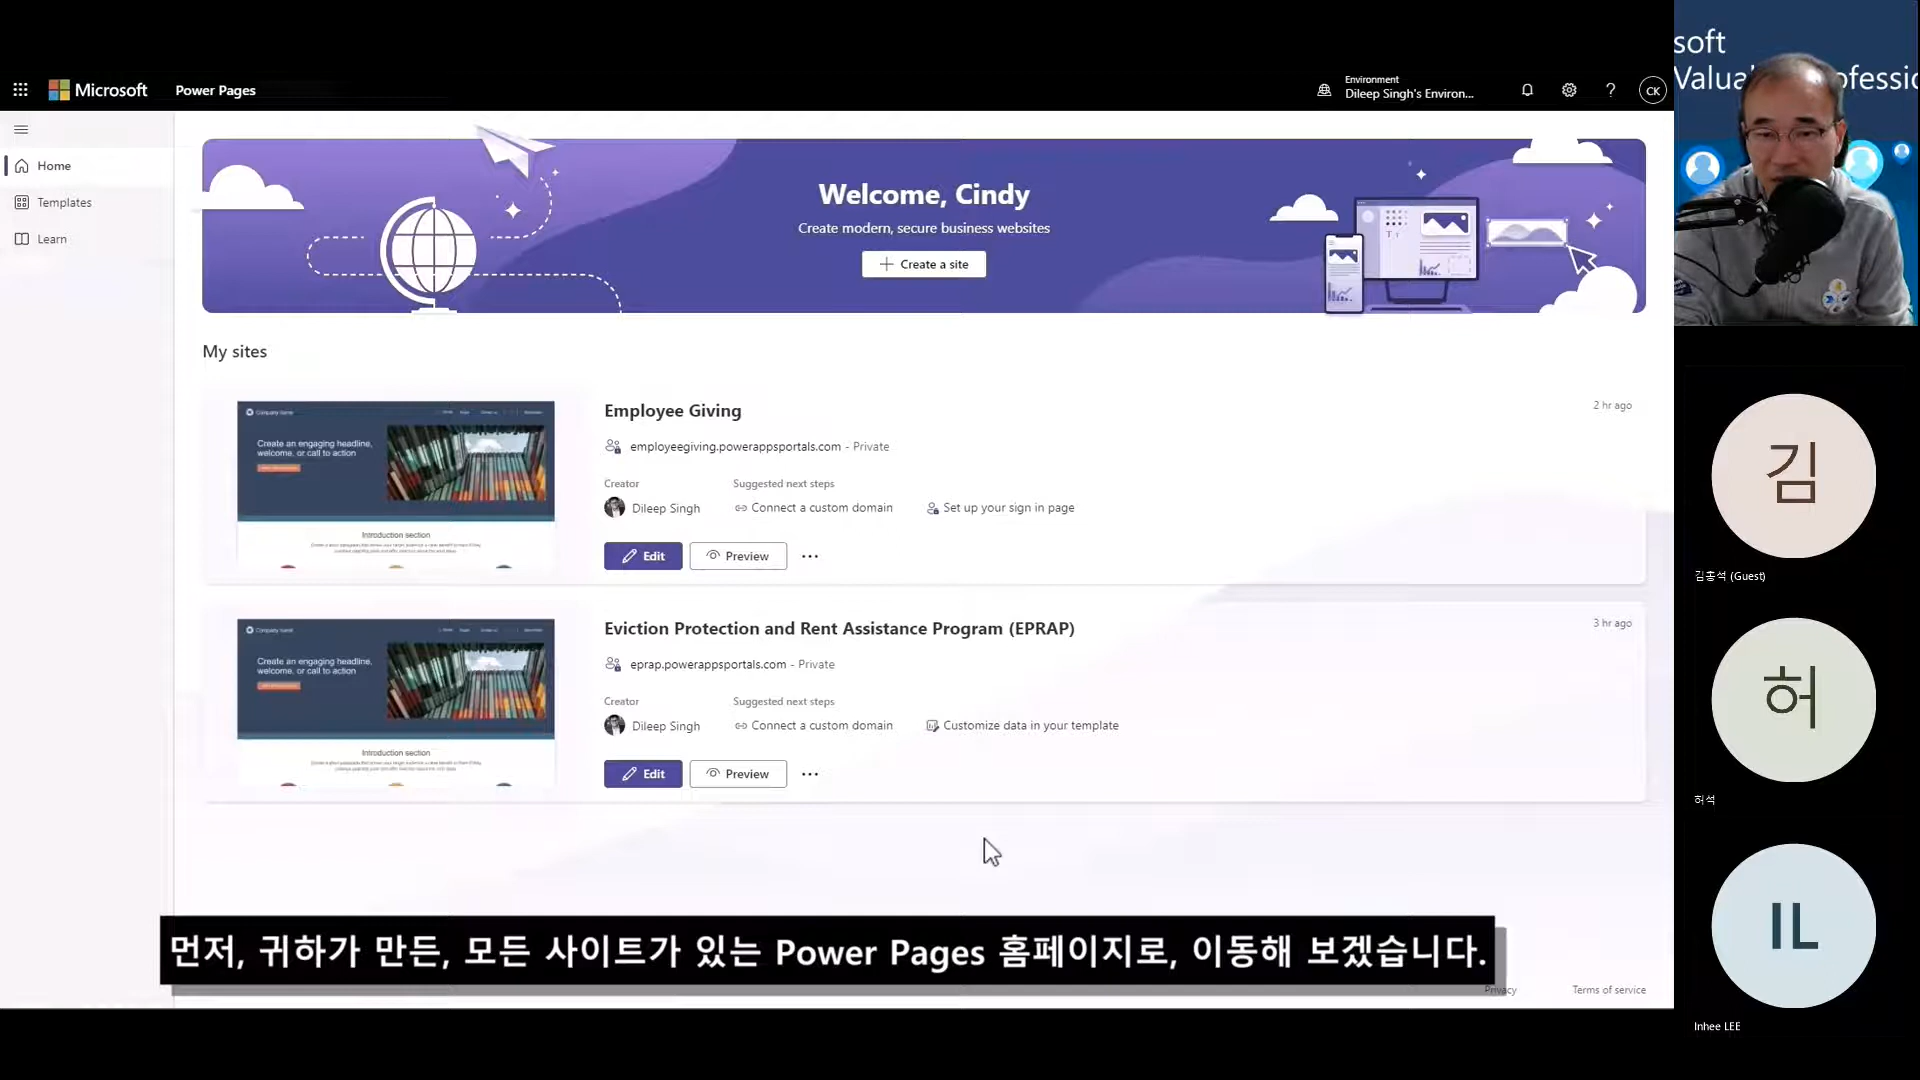 Microsoft
Power Pages
Environment
Dileep Singh's Environ...
CK
Home
Templates
Learn
Welcome, Cindy
Create modern, secure business websites
Create a site
My sites
Employee Giving
2 hr ago
employeegiving.powerappsportals.com - Private
Creator
Suggested next steps
Dileep Singh
Connect a custom domain
Set up your sign in page
Edit
Preview
Company Name
Create an engaging headline,
welcome, or call to action
Introduction section
Eviction Protection and Rent Assistance Program (EPRAP)
3 hr ago
eprap.powerappsportals.com - Private
Creator
Suggested next steps
Dileep Singh
Connect a custom domain
Customize data in your template
Edit
Preview
Company Name
Create an engaging headline,
welcome, or call to action
Introduction section
먼저, 귀하가 만든, 모든 사이트가 있는 Power Pages 홈페이지로, 이동해 보겠습니다.
Privacy
Terms of service
soft
김
김홍석 (Guest)
허
허석
IL
Inhee LEE